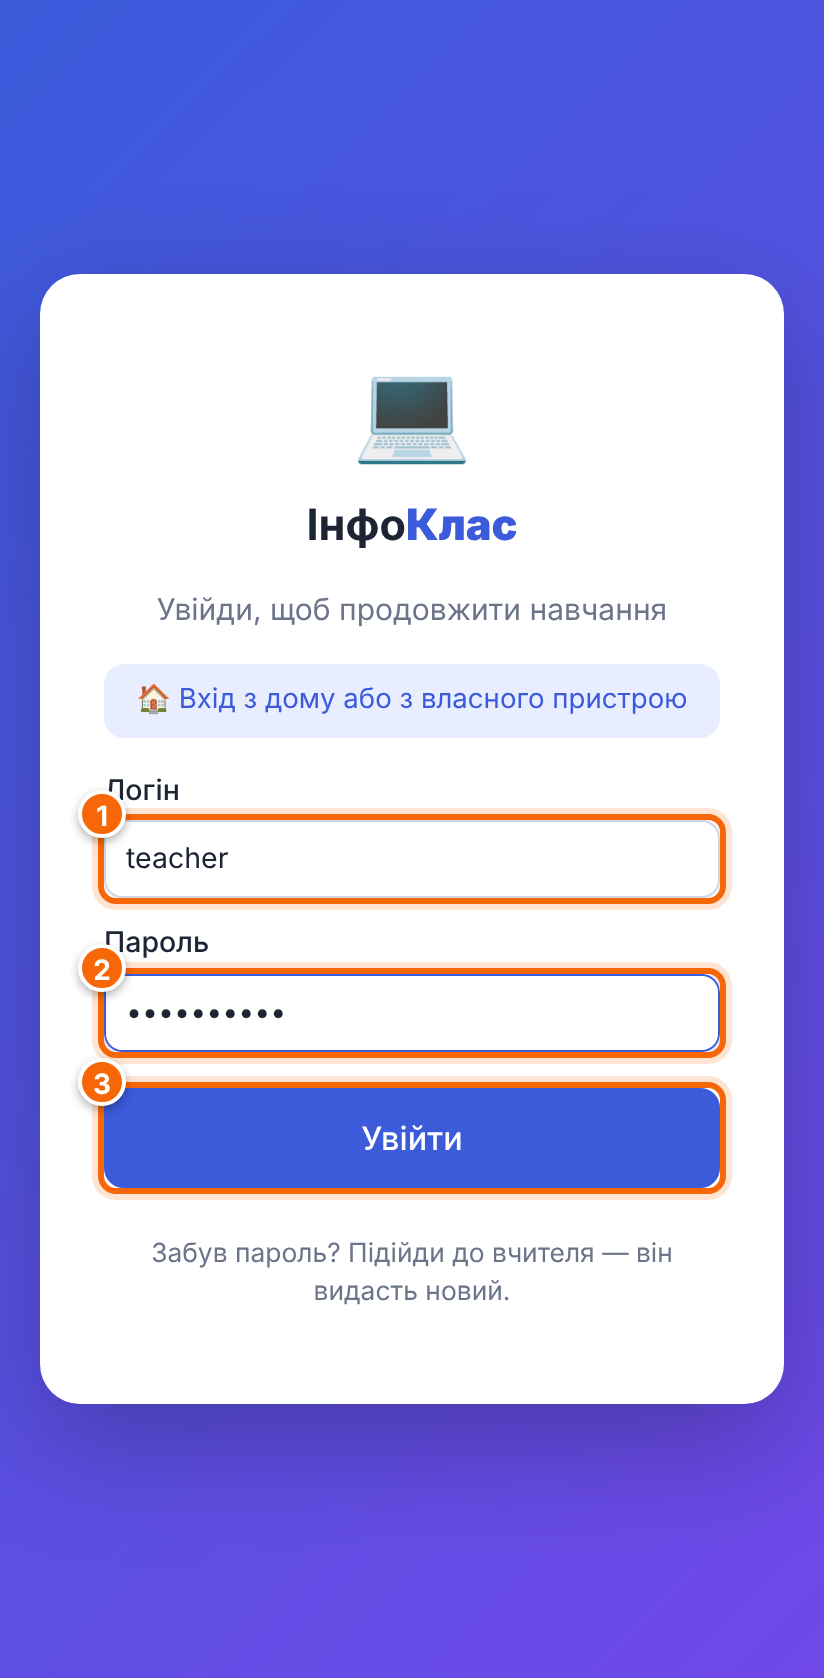 ІнфоКлас
Увійди, щоб продовжити навчання
Вхід з дому або з власного пристрою
Логін
1
teacher
Пароль
2
••••••••••
3
Увійти
Забув пароль? Підійди до вчителя — він
видасть новий.